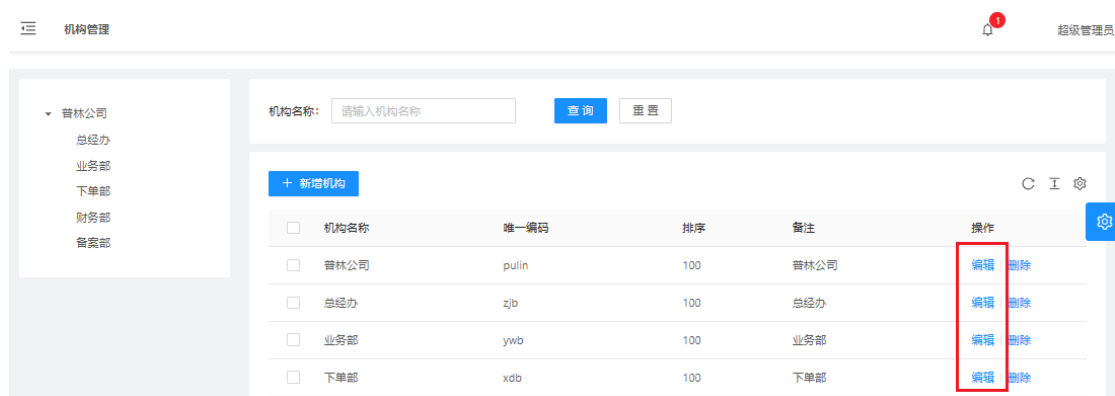 机构管理
1
超级管理员
普林公司
总经办
业务部
下单部
财务部
备案部
机构名称: 请输入机构名称 查询 重置
+ 新增机构
机构名称 唯一编码 排序 备注 操作
普林公司 pulin 100 普林公司 编辑 删除
总经办 zjb 100 总经办 编辑 删除
业务部 ywb 100 业务部 编辑 删除
下单部 xdb 100 下单部 编辑 删除